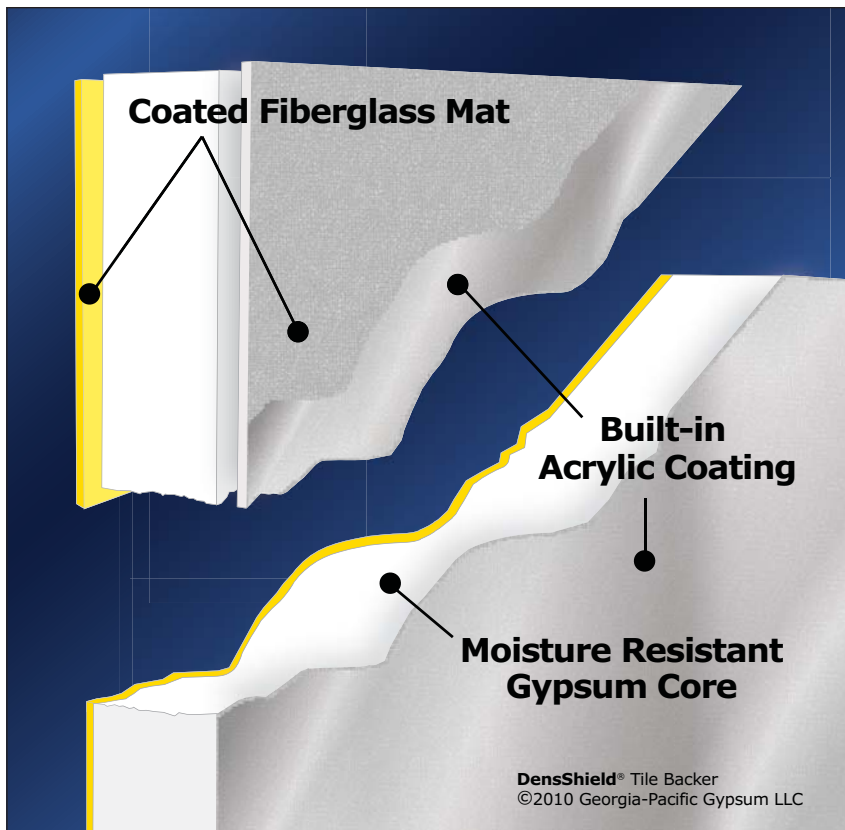 Coated Fiberglass Mat
Built-in
Acrylic Coating
Moisture Resistant
Gypsum Core
DensShield® Tile Backer
©2010 Georgia-Pacific Gypsum LLC